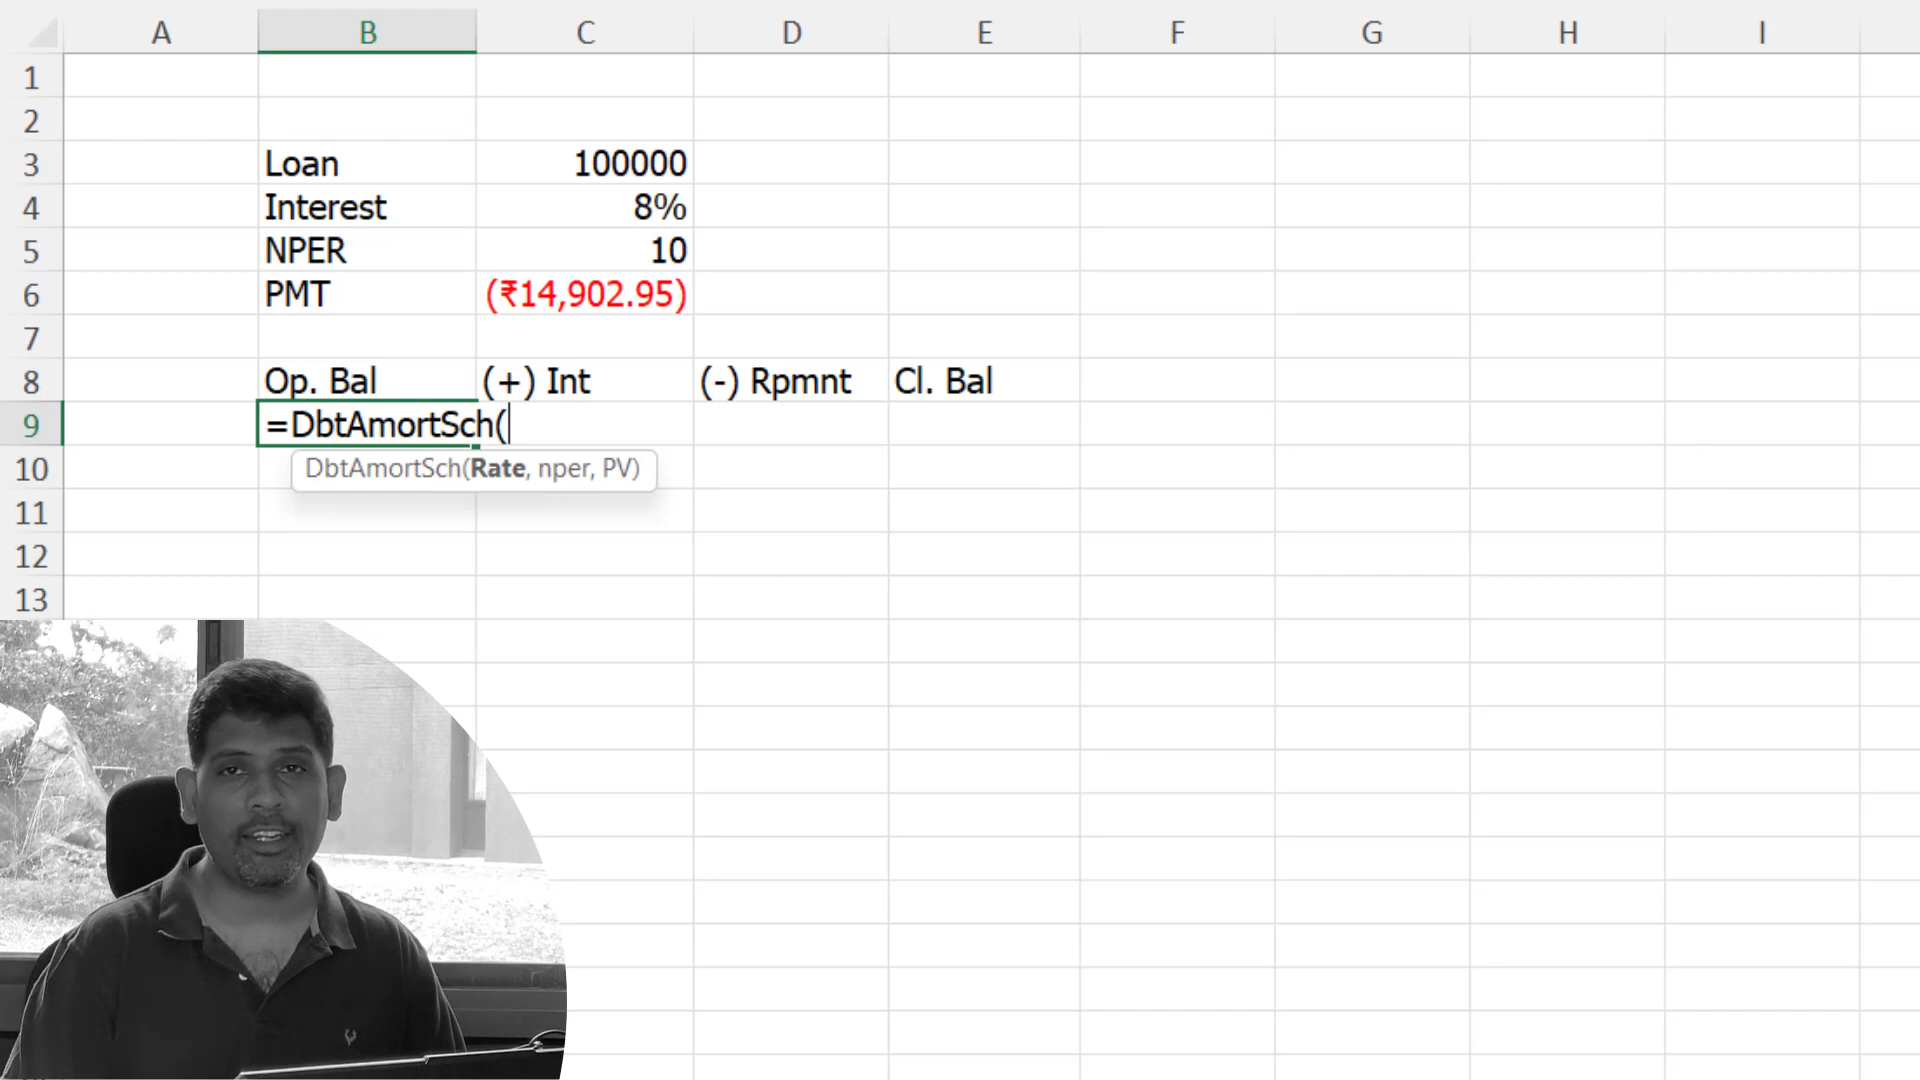 A B C D E F G H I
1
2
3 Loan 100000
4 Interest 8%
5 NPER 10
6 PMT (₹14,902.95)
7
8 Op. Bal (+) Int (-) Rpmnt Cl. Bal
9 =DbtAmortSch(
DbtAmortSch(Rate, nper, PV)
10
11
12
13